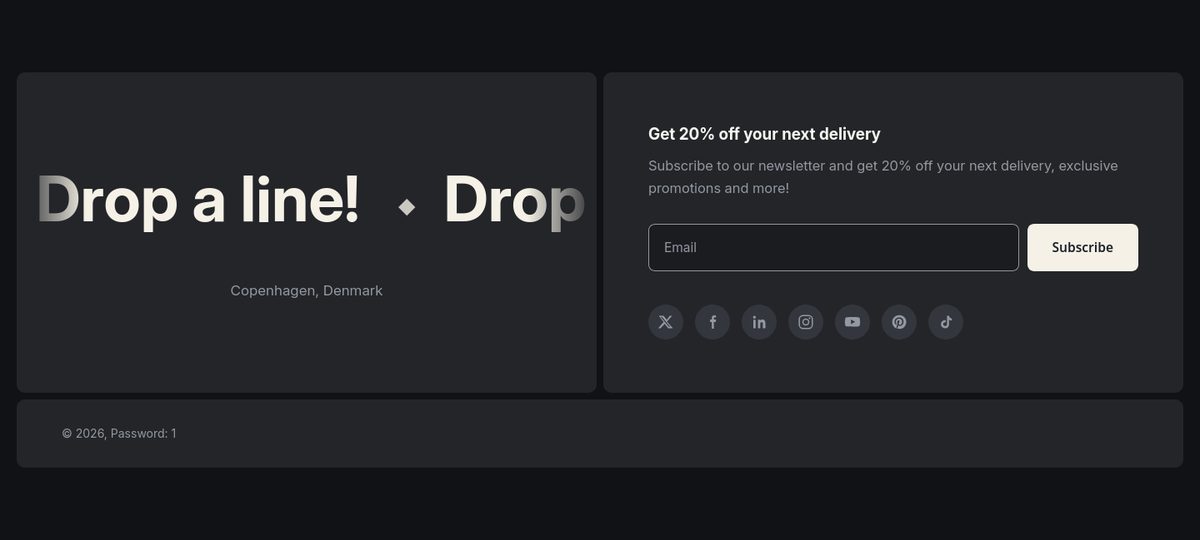 Drop a line! ◆ Drop
Copenhagen, Denmark
Get 20% off your next delivery
Subscribe to our newsletter and get 20% off your next delivery, exclusive
promotions and more!
Email
Subscribe
© 2026, Password: 1